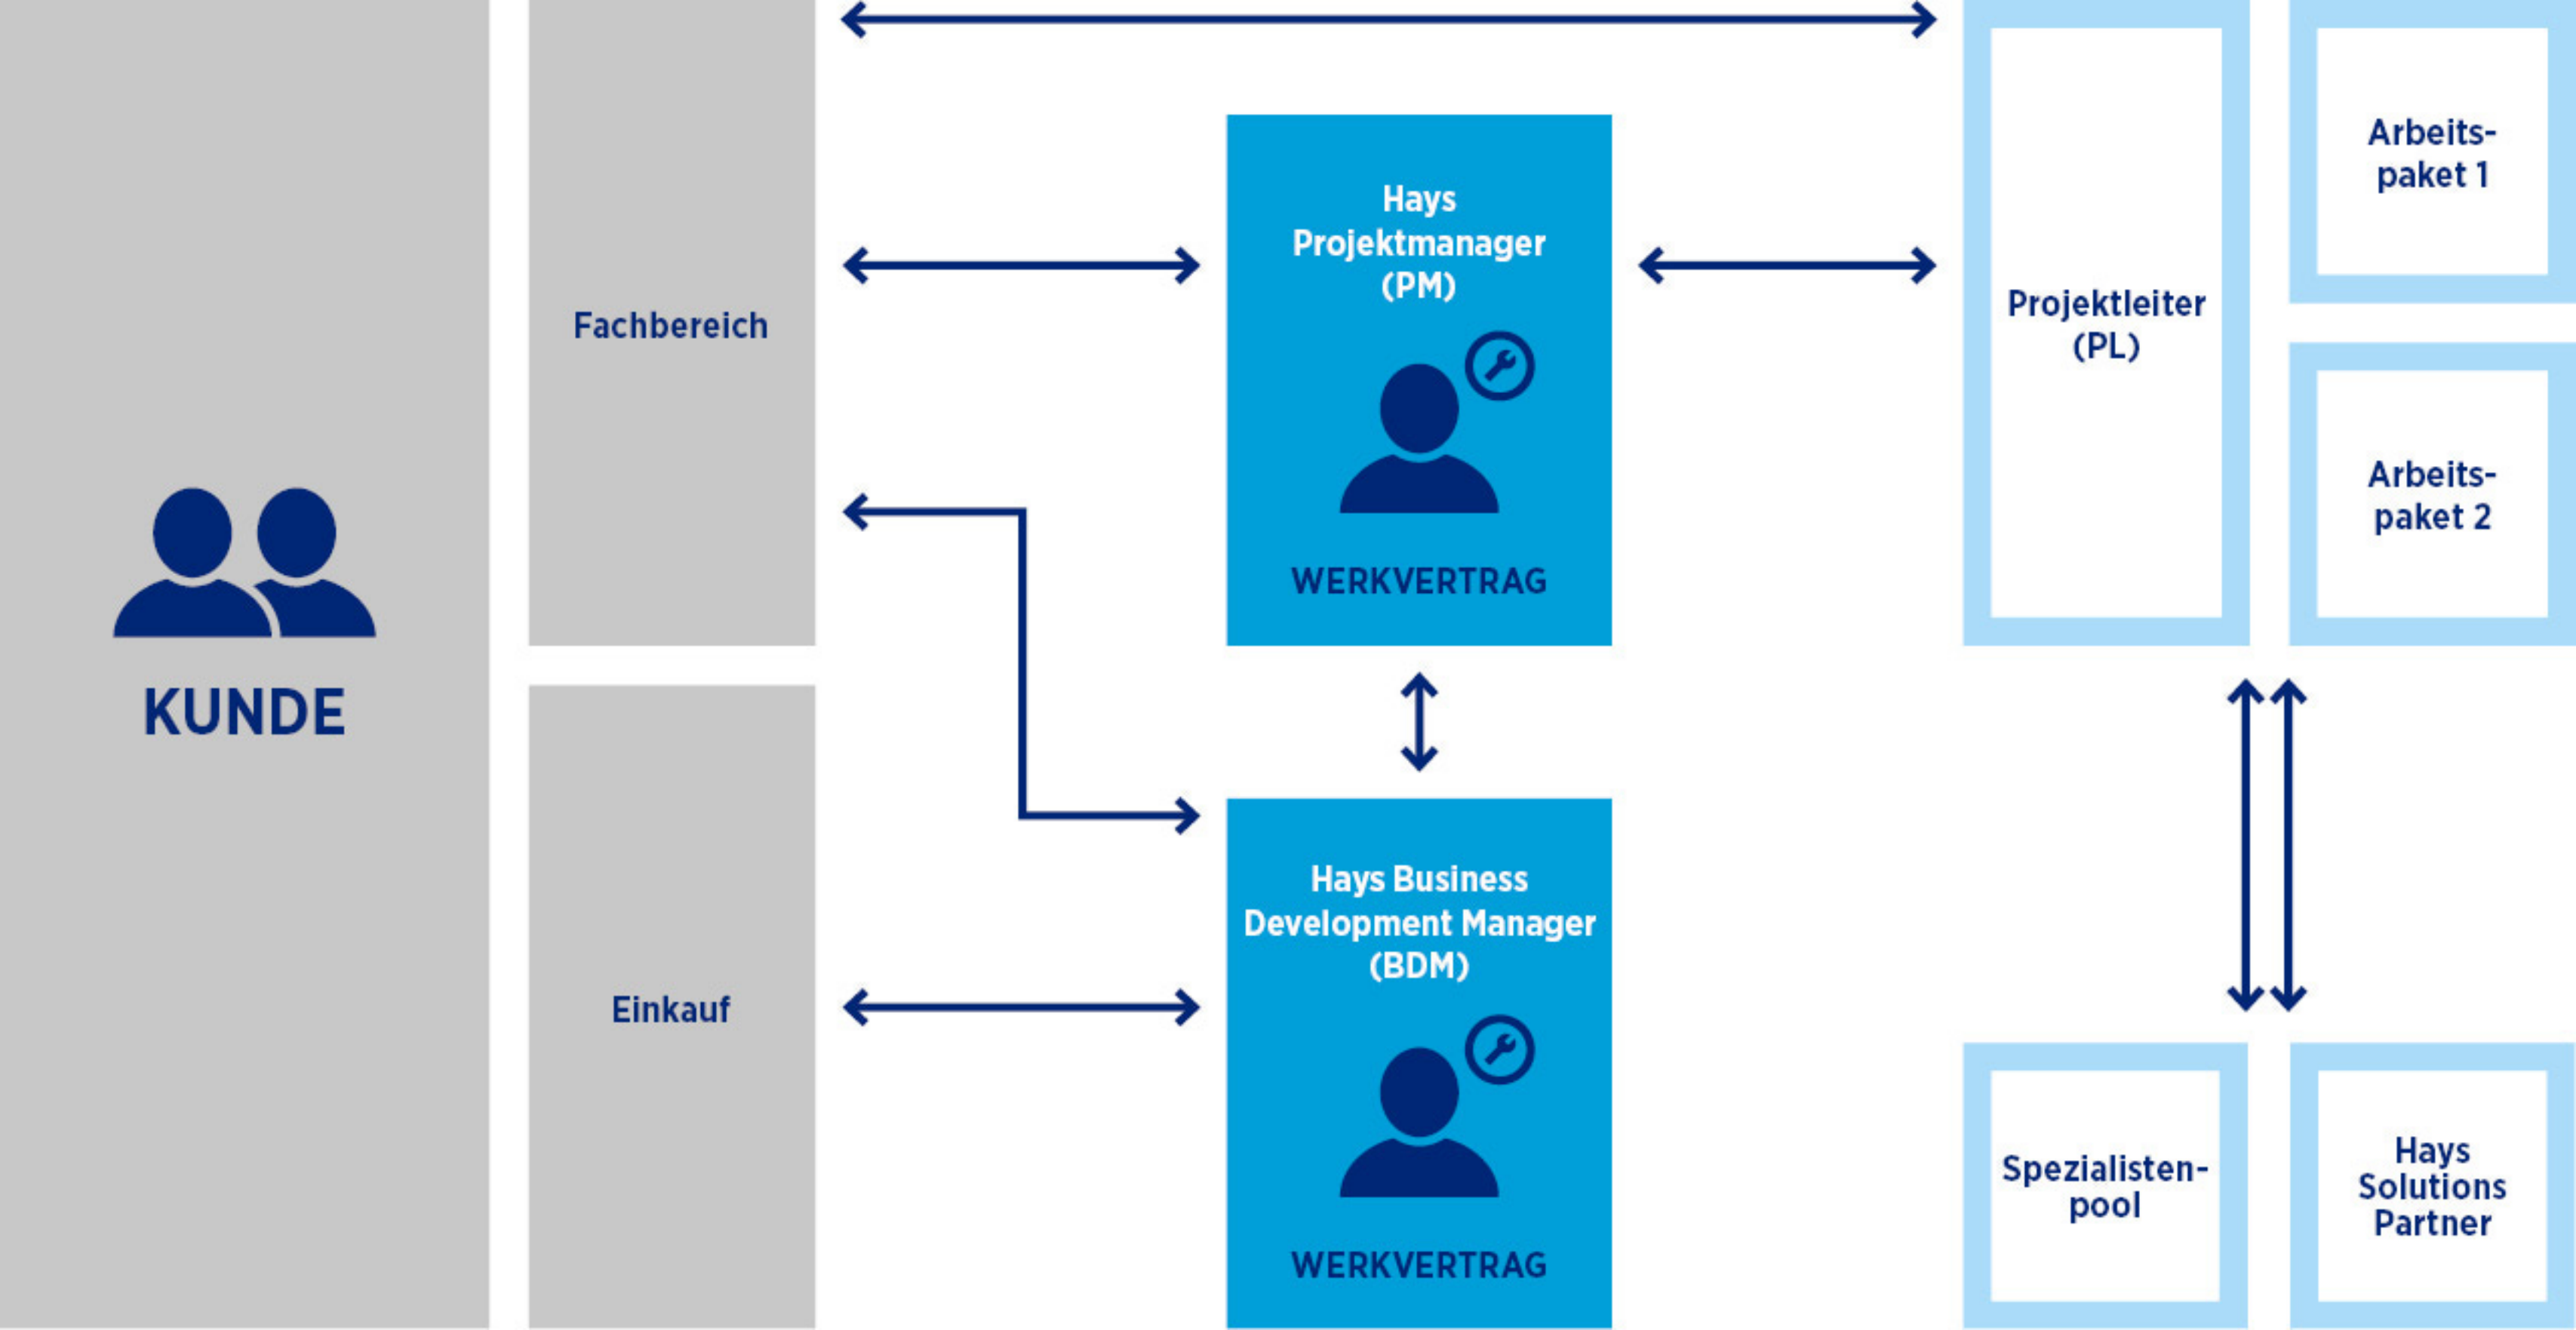 KUNDE
Fachbereich
Einkauf
Hays
Projektmanager
(PM)
WERKVERTRAG
Hays Business
Development Manager
(BDM)
WERKVERTRAG
Projektleiter
(PL)
Arbeits-
paket 1
Arbeits-
paket 2
Spezialisten-
pool
Hays
Solutions
Partner